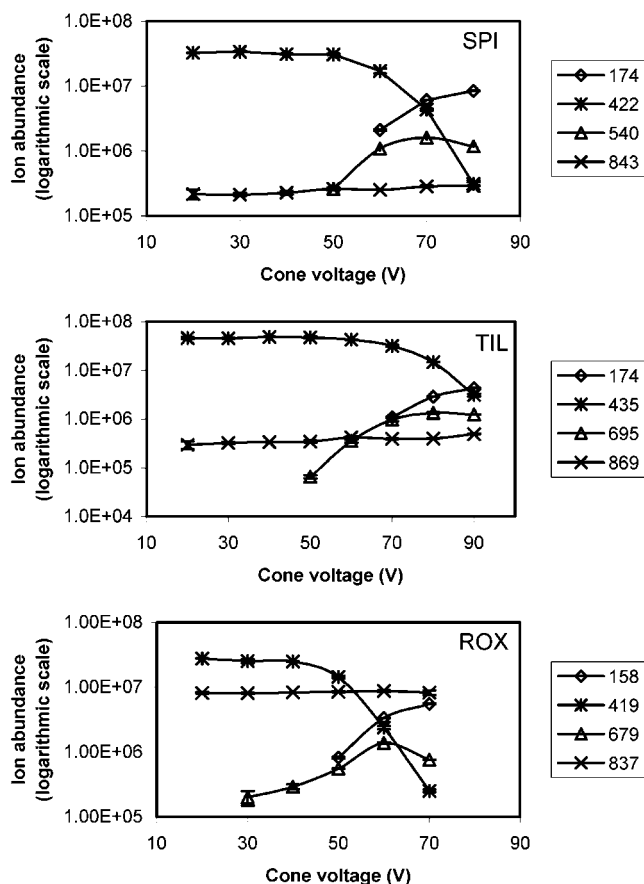 SPI
Ion abundance
(logarithmic scale)
1.0E+08
1.0E+07
1.0E+06
1.0E+05
10 30 50 70 90
Cone voltage (V)
174
422
540
843
TIL
Ion abundance
(logarithmic scale)
1.0E+08
1.0E+07
1.0E+06
1.0E+05
1.0E+04
10 30 50 70 90
Cone voltage (V)
174
435
695
869
ROX
Ion abundance
(logarithmic scale)
1.00E+08
1.00E+07
1.00E+06
1.00E+05
10 30 50 70 90
Cone voltage (V)
158
419
679
837